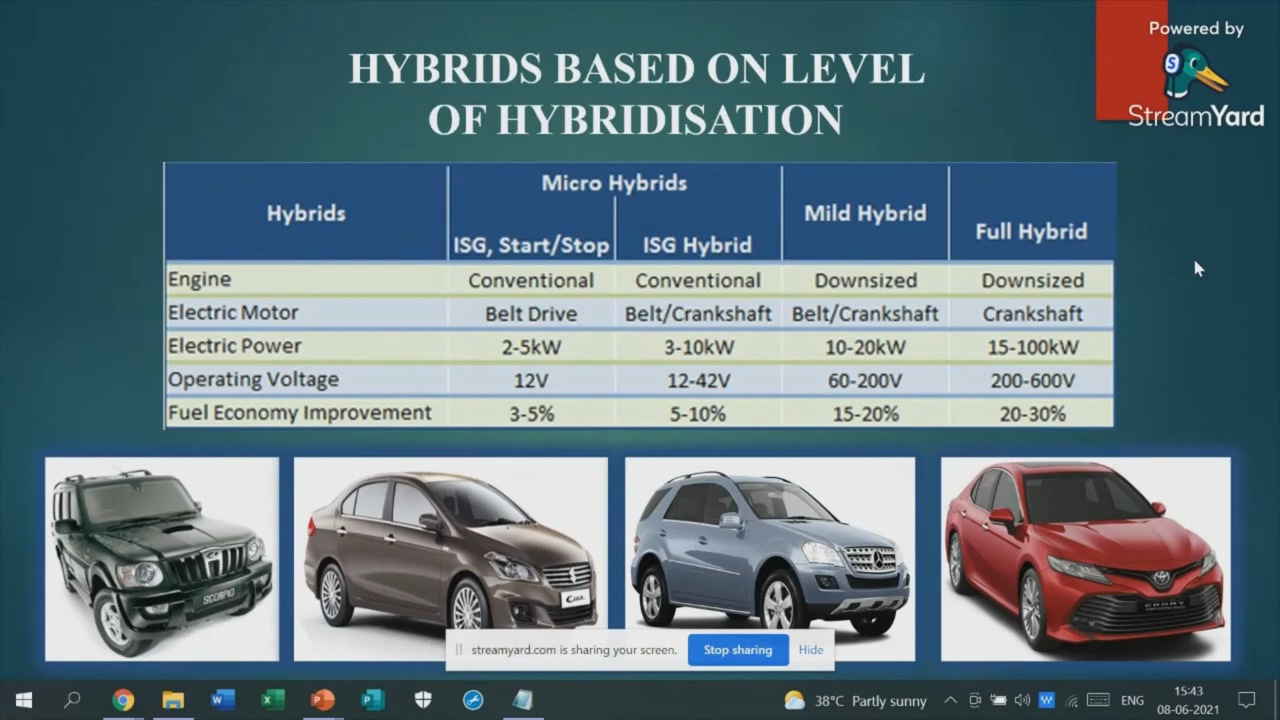 Powered by
StreamYard
HYBRIDS BASED ON LEVEL
OF HYBRIDISATION
Hybrids
Micro Hybrids
Mild Hybrid
Full Hybrid
ISG, Start/Stop
ISG Hybrid
Engine Conventional Conventional Downsized Downsized
Electric Motor Belt Drive Belt/Crankshaft Belt/Crankshaft Crankshaft
Electric Power 2-5kW 3-10kW 10-20kW 15-100kW
Operating Voltage 12V 12-42V 60-200V 200-600V
Fuel Economy Improvement 3-5% 5-10% 15-20% 20-30%
SCORPIO
streamyard.com is sharing your screen.
Stop sharing
Hide
38°C Partly sunny
ENG
15:43
08-06-2021